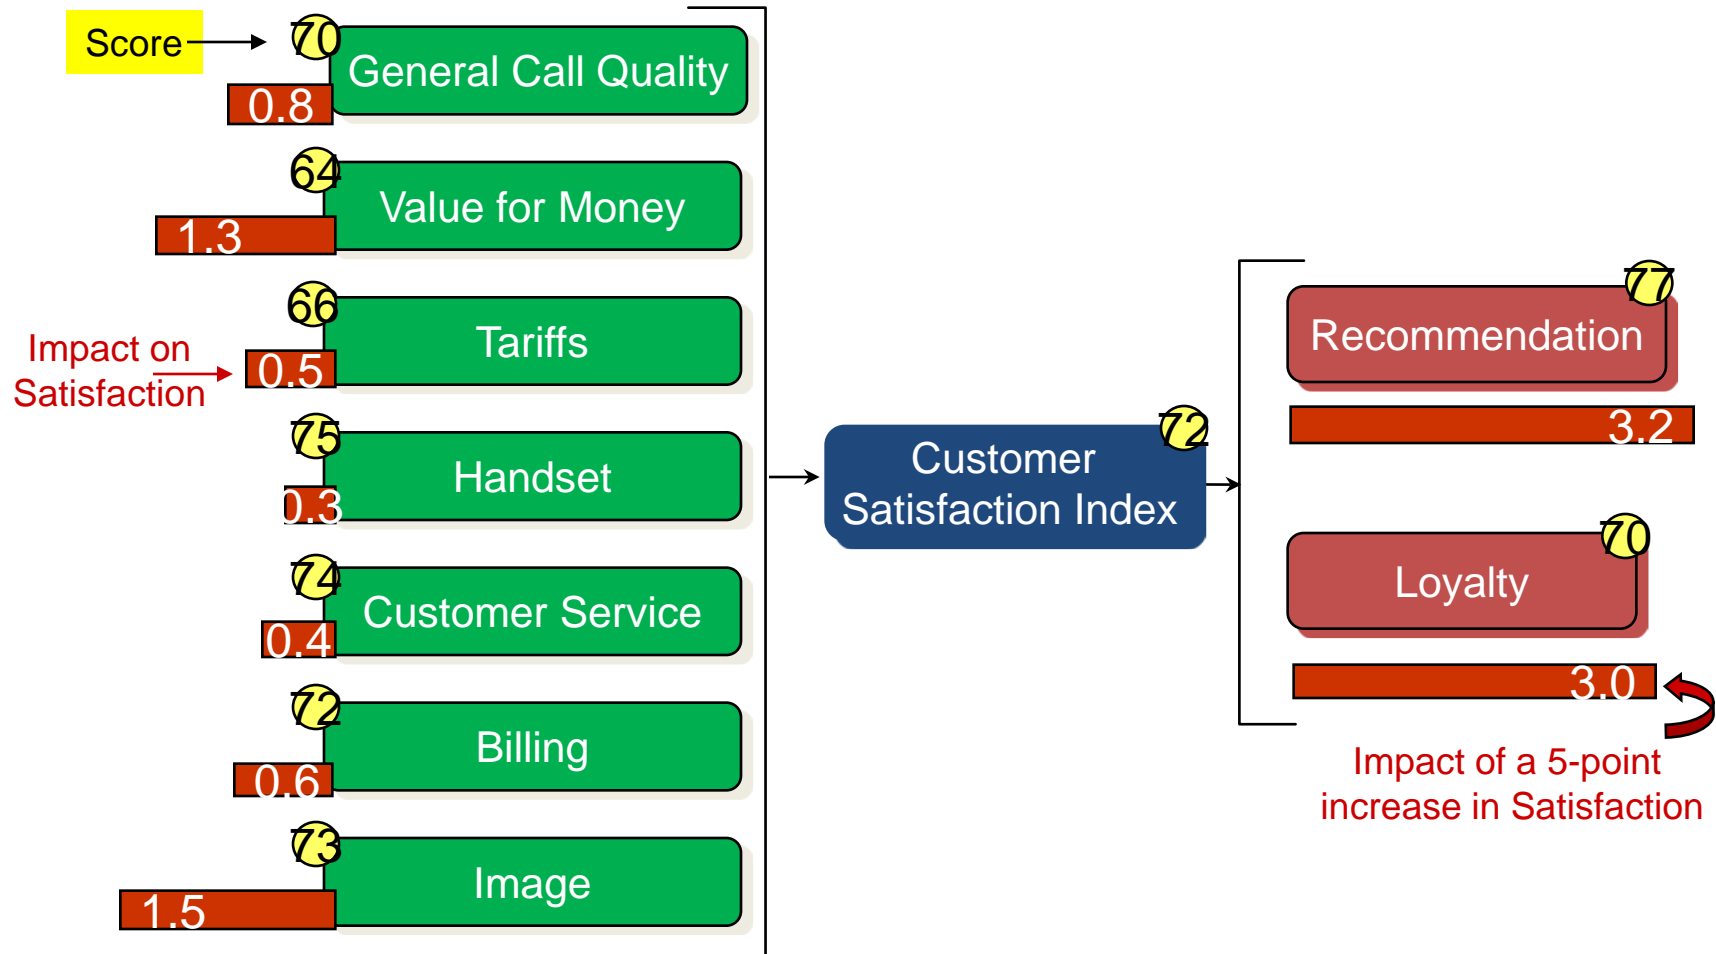 Score
70
General Call Quality
0.8
64
Value for Money
1.3
66
Tariffs
Impact on
Satisfaction
0.5
75
Handset
0.3
74
Customer Service
0.4
72
Billing
0.6
73
Image
1.5
72
Customer
Satisfaction Index
77
Recommendation
3.2
70
Loyalty
3.0
Impact of a 5-point
increase in Satisfaction